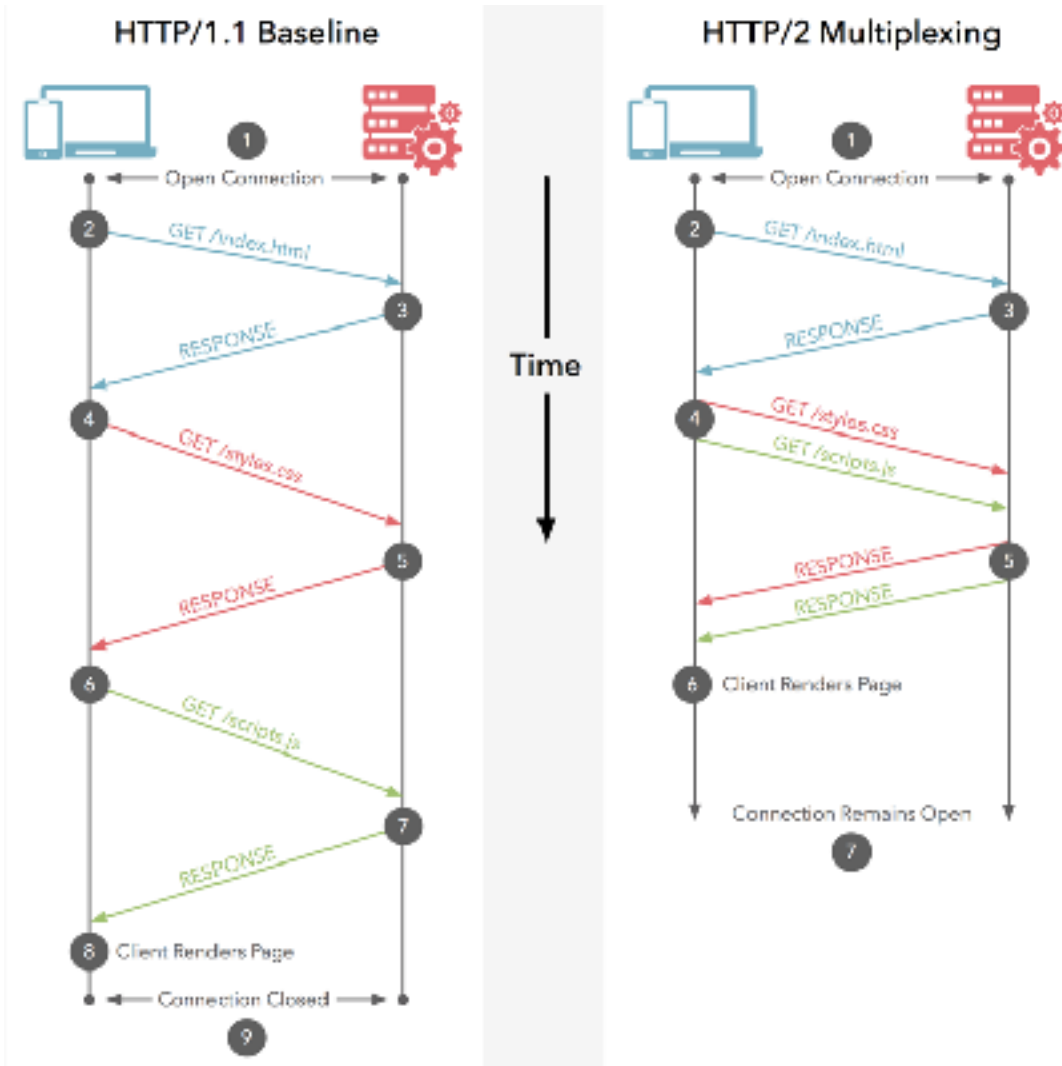 HTTP/1.1 Baseline
1
Open Connection
2
GET /index.html
3
RESPONSE
4
GET /styles.css
5
RESPONSE
6
GET /scripts.js
7
RESPONSE
8
Client Renders Page
Connection Closed
9
Time
HTTP/2 Multiplexing
1
Open Connection
2
GET /index.html
3
RESPONSE
4
GET /styles.css
GET /scripts.js
5
RESPONSE
RESPONSE
6
Client Renders Page
Connection Remains Open
7